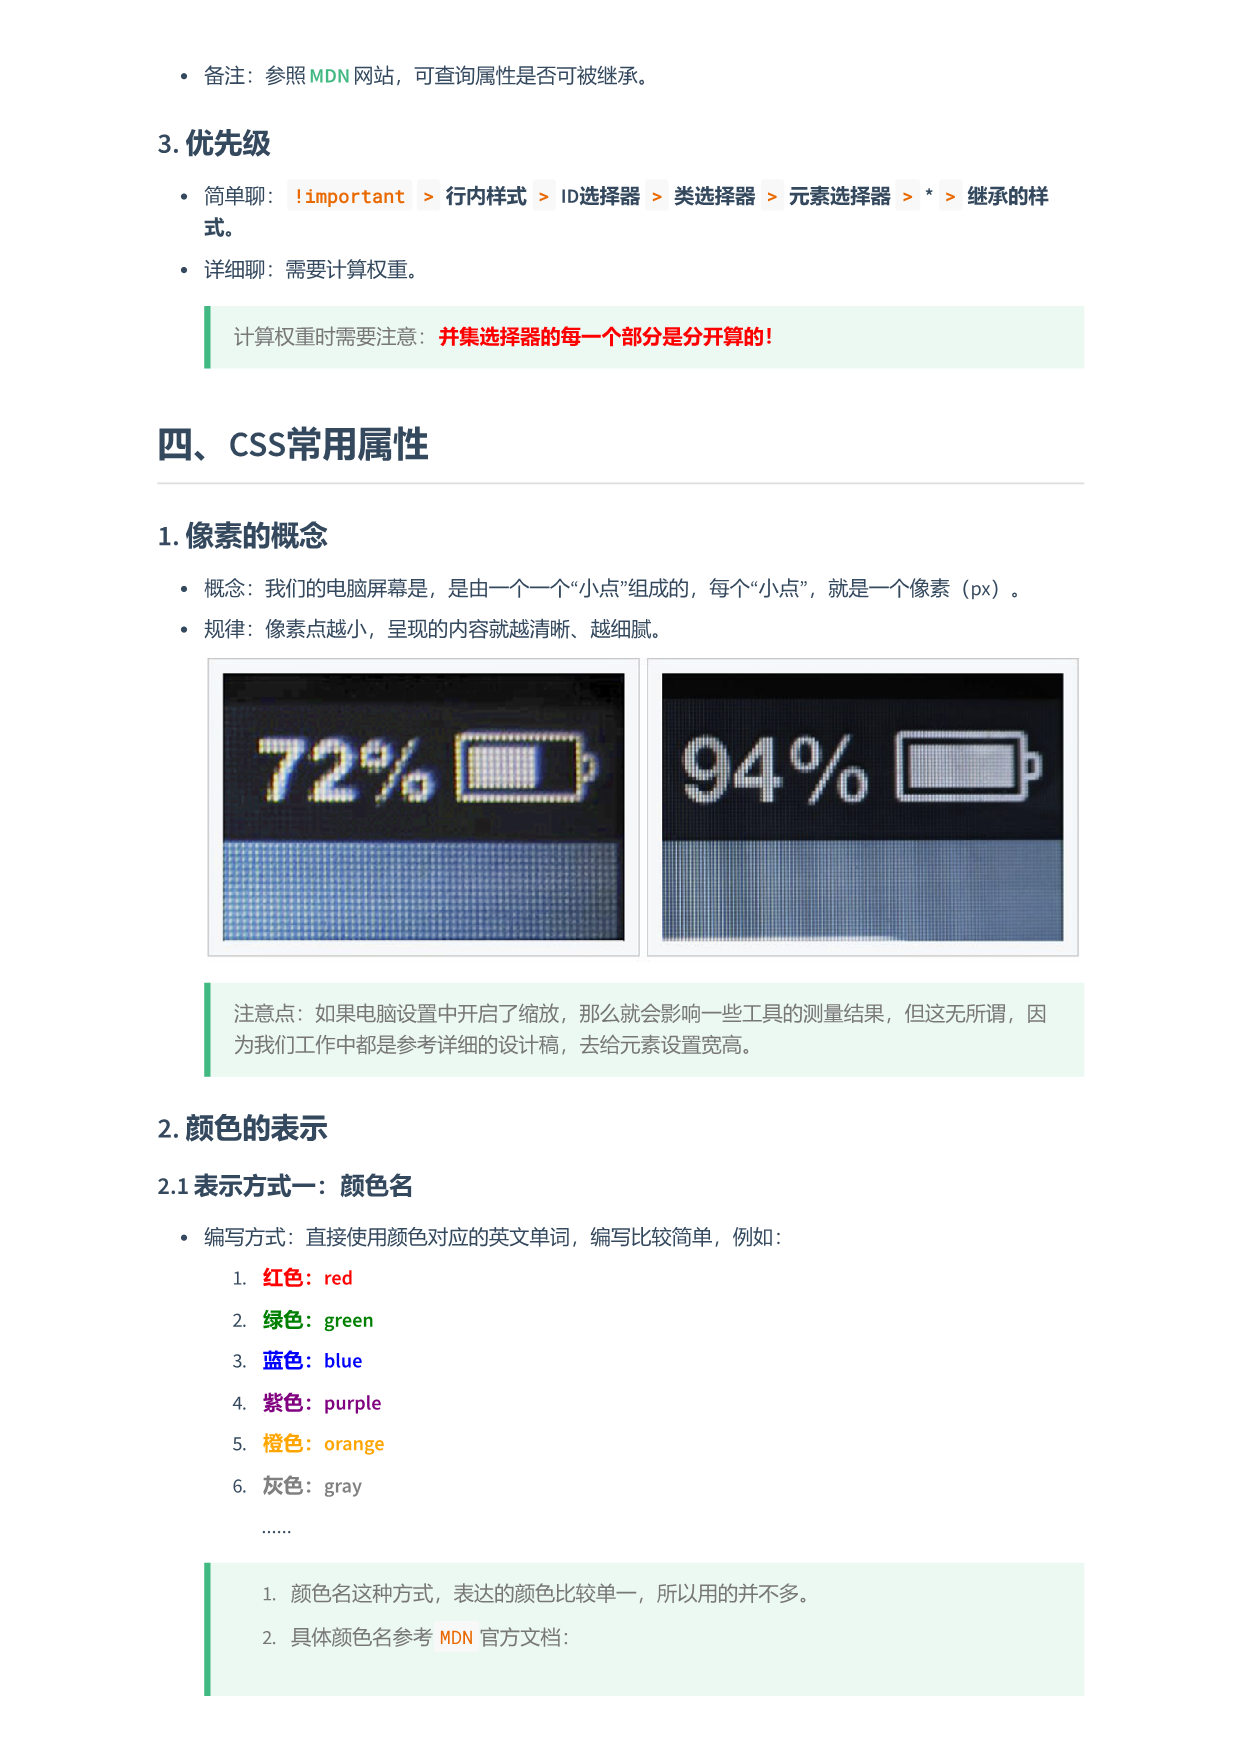 • 备注：参照 MDN 网站，可查询属性是否可被继承。
3. 优先级
• 简单聊： !important > 行内样式 > ID选择器 > 类选择器 > 元素选择器 > * > 继承的样
式。
• 详细聊：需要计算权重。
计算权重时需要注意：并集选择器的每一个部分是分开算的！
四、CSS常用属性
1. 像素的概念
• 概念：我们的电脑屏幕是，是由一个一个“小点”组成的，每个“小点”，就是一个像素（px）。
• 规律：像素点越小，呈现的内容就越清晰、越细腻。
72%
94%
注意点：如果电脑设置中开启了缩放，那么就会影响一些工具的测量结果，但这无所谓，因
为我们工作中都是参考详细的设计稿，去给元素设置宽高。
2. 颜色的表示
2.1 表示方式一：颜色名
• 编写方式：直接使用颜色对应的英文单词，编写比较简单，例如：
1. 红色：red
2. 绿色：green
3. 蓝色：blue
4. 紫色：purple
5. 橙色：orange
6. 灰色：gray
......
1. 颜色名这种方式，表达的颜色比较单一，所以用的并不多。
2. 具体颜色名参考 MDN 官方文档：